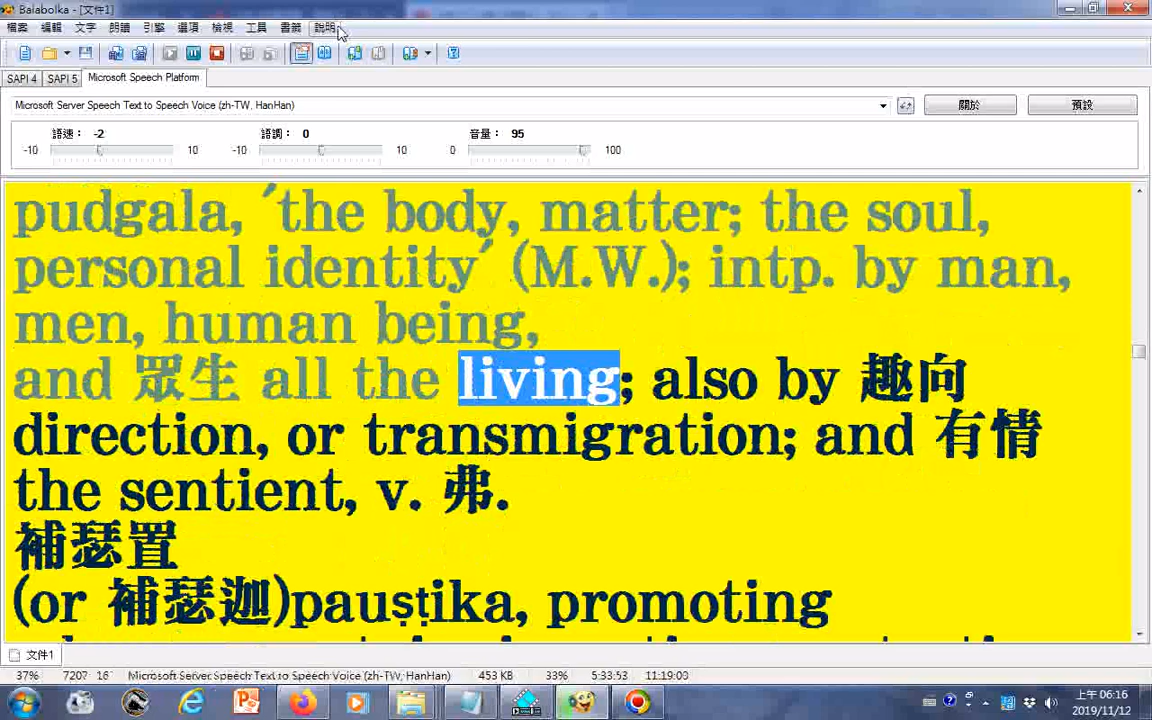 Balabolka - [文件1]
檔案 編輯 文字 朗讀 引擎 選項 檢視 工具 書籤 說明
SAPI 4 SAPI 5 Microsoft Speech Platform
Microsoft Server Speech Text to Speech Voice (zh-TW, HanHan) 關於 預設
語速： -2 語調： 0 音量： 95
-10 10 -10 10 0 100
pudgala, ´the body, matter; the soul,
personal identity´ (M.W.); intp. by man,
men, human being,
and 眾生 all the living; also by 趣向
direction, or transmigration; and 有情
the sentient, v. 弗.
補瑟置
(or 補瑟迦)pauṣṭika, promoting
文件1
37% 7207 16 Microsoft Server Speech Text to Speech Voice (zh-TW, HanHan) 453 KB 33% 5:33:53 11:19:00
上午 06:16
2019/11/12